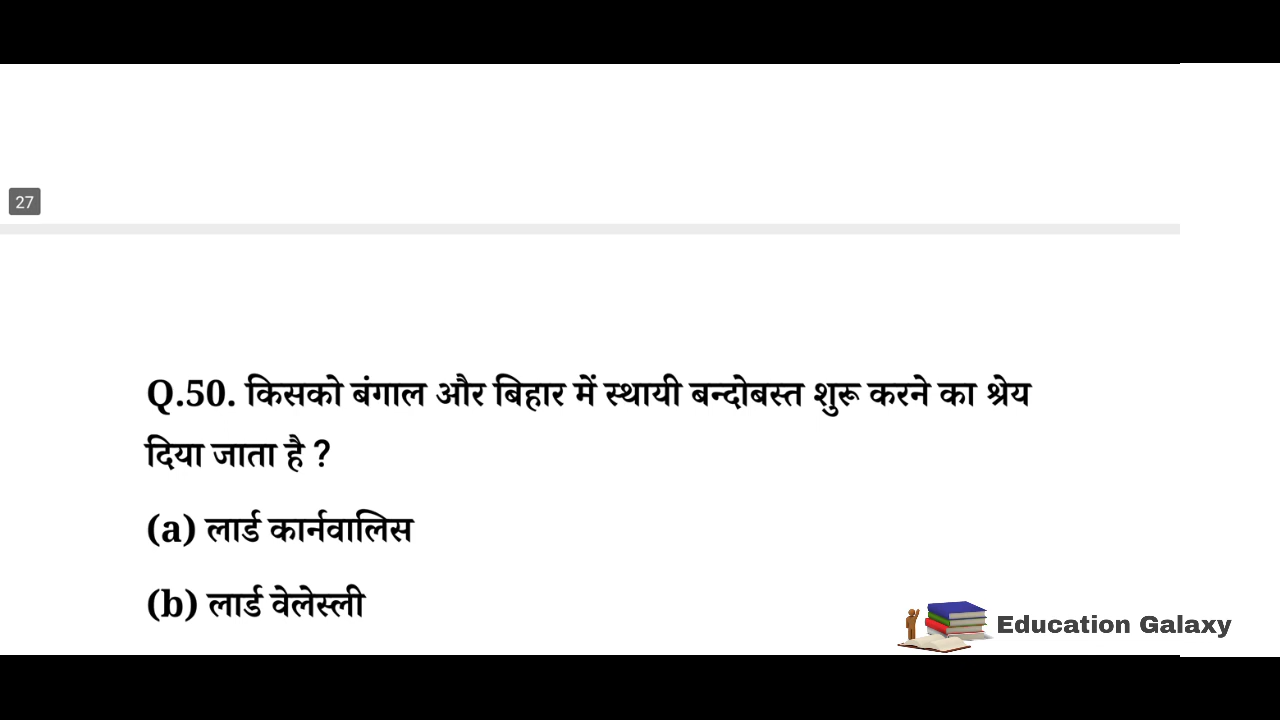 27
Q.50. किसको बंगाल और बिहार में स्थायी बन्दोबस्त शुरू करने का श्रेय
दिया जाता है ?
(a) लार्ड कार्नवालिस
(b) लार्ड वेलेस्ली
Education Galaxy